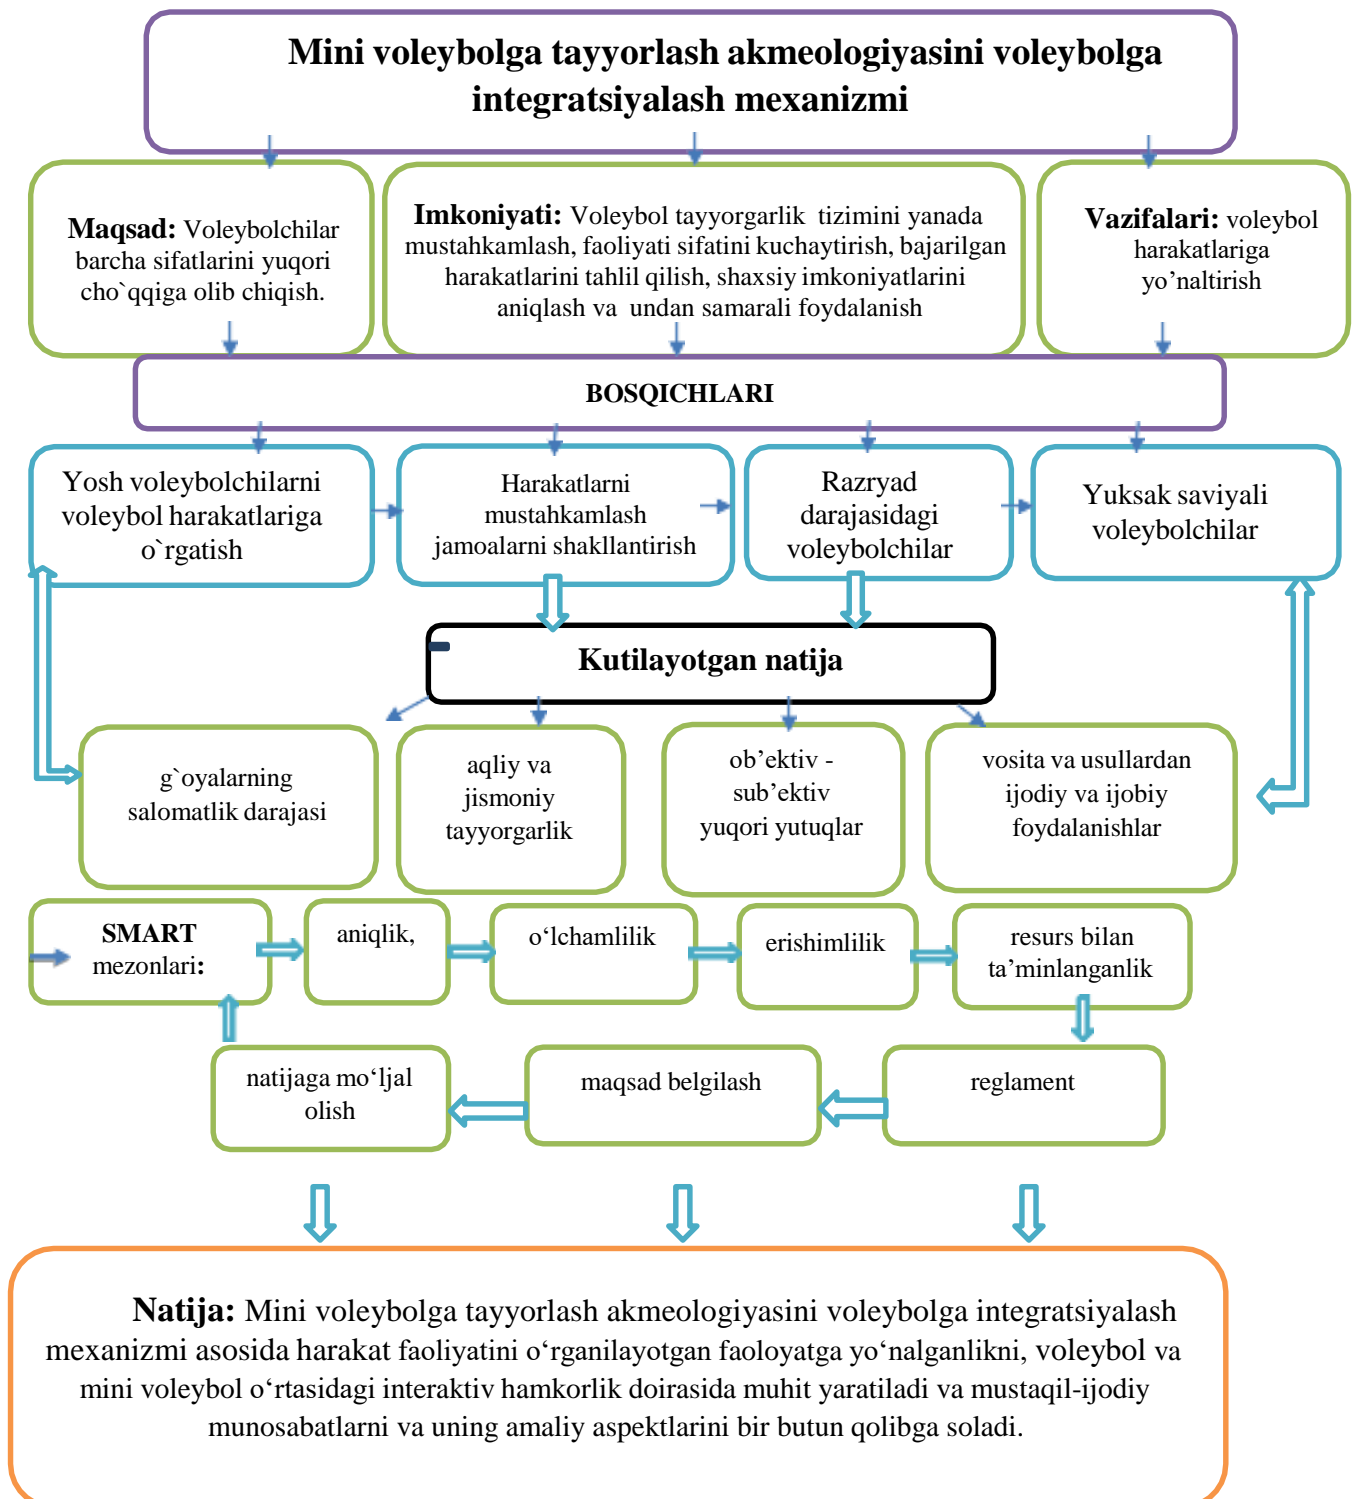 Mini voleybolga tayyorlash akmeologiyasini voleybolga
integratsiyalash mexanizmi
Maqsad: Voleybolchilar
barcha sifatlarini yuqori
cho`qqiga olib chiqish.
Imkoniyati: Voleybol tayyorgarlik tizimini yanada
mustahkamlash, faoliyati sifatini kuchaytirish, bajarilgan
harakatlarini tahlil qilish, shaxsiy imkoniyatlarini
aniqlash va undan samarali foydalanish
Vazifalari: voleybol
harakatlariga
yo’naltirish
BOSQICHLARI
Yosh voleybolchilarni
voleybol harakatlariga
o`rgatish
Harakatlarni
mustahkamlash
jamoalarni shakllantirish
Razryad
darajasidagi
voleybolchilar
Yuksak saviyali
voleybolchilar
Kutilayotgan natija
g`oyalarning
salomatlik darajasi
aqliy va
jismoniy
tayyorgarlik
ob’ektiv -
sub’ektiv
yuqori yutuqlar
vosita va usullardan
ijodiy va ijobiy
foydalanishlar
SMART
mezonlari:
aniqlik,
o‘lchamlilik
erishimlilik
resurs bilan
ta’minlanganlik
natijaga mo‘ljal
olish
maqsad belgilash
reglament
Natija: Mini voleybolga tayyorlash akmeologiyasini voleybolga integratsiyalash
mexanizmi asosida harakat faoliyatini o‘rganilayotgan faoloyatga yo‘nalganlikni, voleybol va
mini voleybol o‘rtasidagi interaktiv hamkorlik doirasida muhit yaratiladi va mustaqil-ijodiy
munosabatlarni va uning amaliy aspektlarini bir butun qolibga soladi.